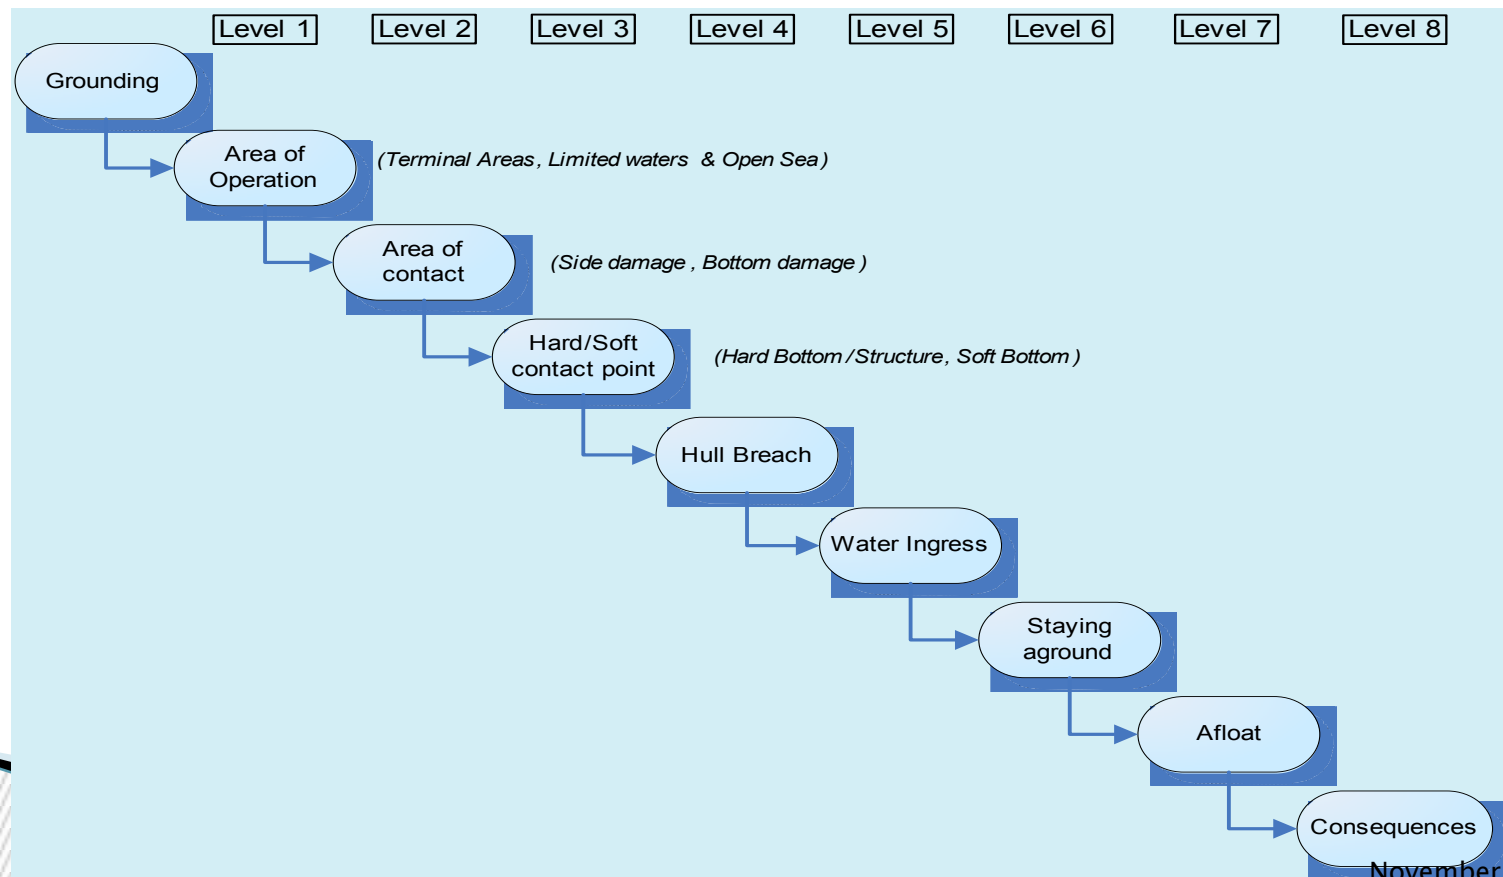 Level 1
Level 2
Level 3
Level 4
Level 5
Level 6
Level 7
Level 8
Grounding
Area of
Operation
(Terminal Areas, Limited waters & Open Sea)
Area of
contact
(Side damage, Bottom damage)
Hard/Soft
contact point
(Hard Bottom/Structure, Soft Bottom)
Hull Breach
Water Ingress
Staying
aground
Afloat
Consequences
November